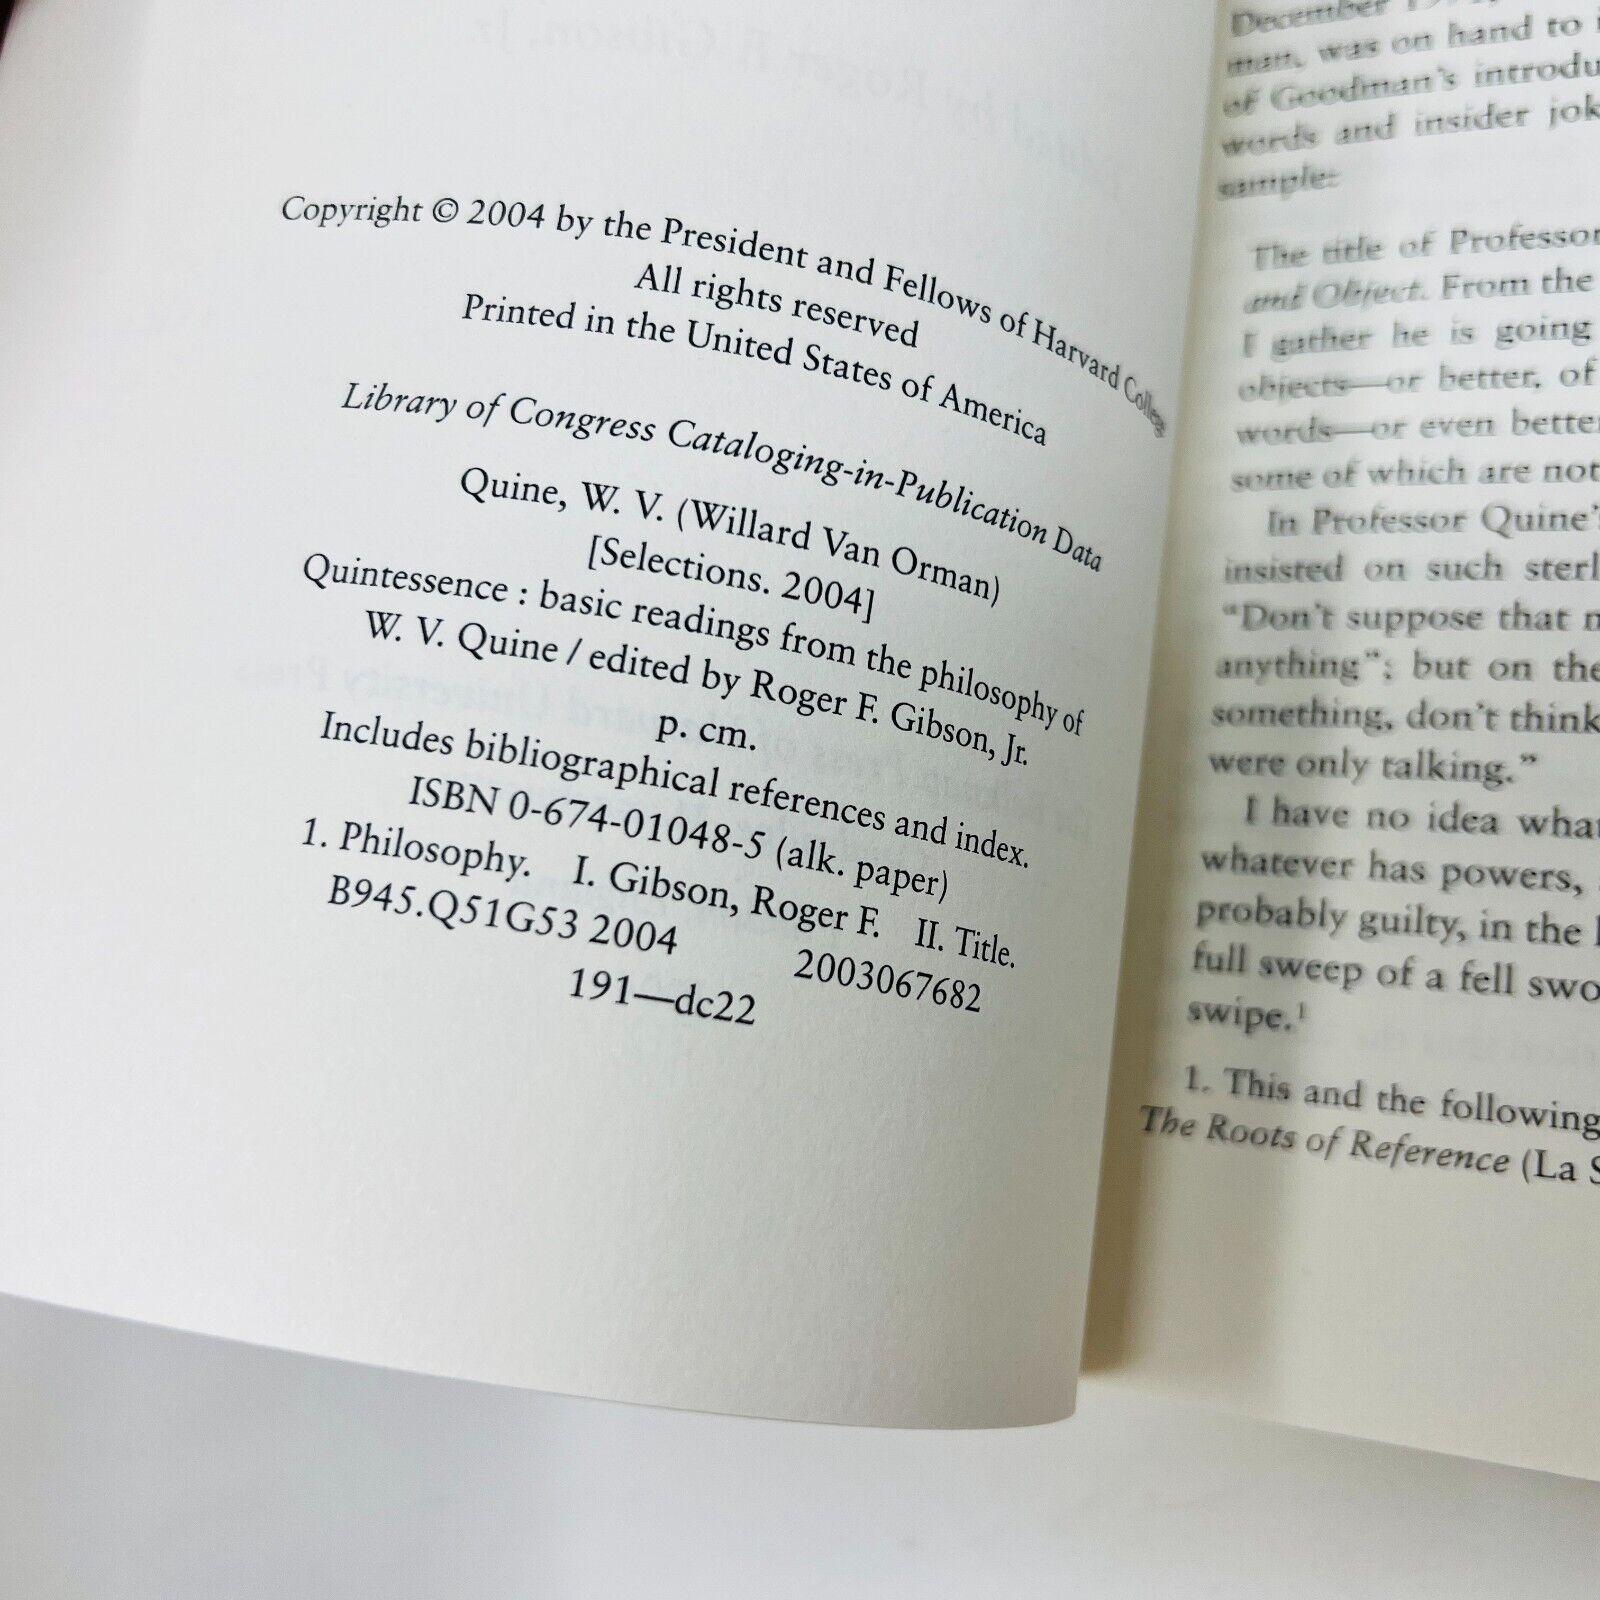 Copyright © 2004 by the President and Fellows of Harvard College
All rights reserved
Printed in the United States of America
Library of Congress Cataloging-in-Publication Data
Quine, W. V. (Willard Van Orman)
[Selections. 2004]
Quintessence : basic readings from the philosophy of
W. V. Quine / edited by Roger F. Gibson, Jr.
p. cm.
Includes bibliographical references and index.
ISBN 0-674-01048-5 (alk. paper)
1. Philosophy. I. Gibson, Roger F. II. Title.
B945.Q51G53 2004
2003067682
191—dc22
December
man, was on hand to
of Goodman's introdu
words and insider jok
sample:
The title of Professor
and Object. From the
I gather he is going
objects—or better, of
words—or even better
some of which are not
In Professor Quine's
insisted on such sterl
"Don't suppose that
anything"; but on the
something, don't think
were only talking."
I have no idea what
whatever has powers,
probably guilty, in the
full sweep of a fell swo
swipe.¹
1. This and the following
The Roots of Reference (La S